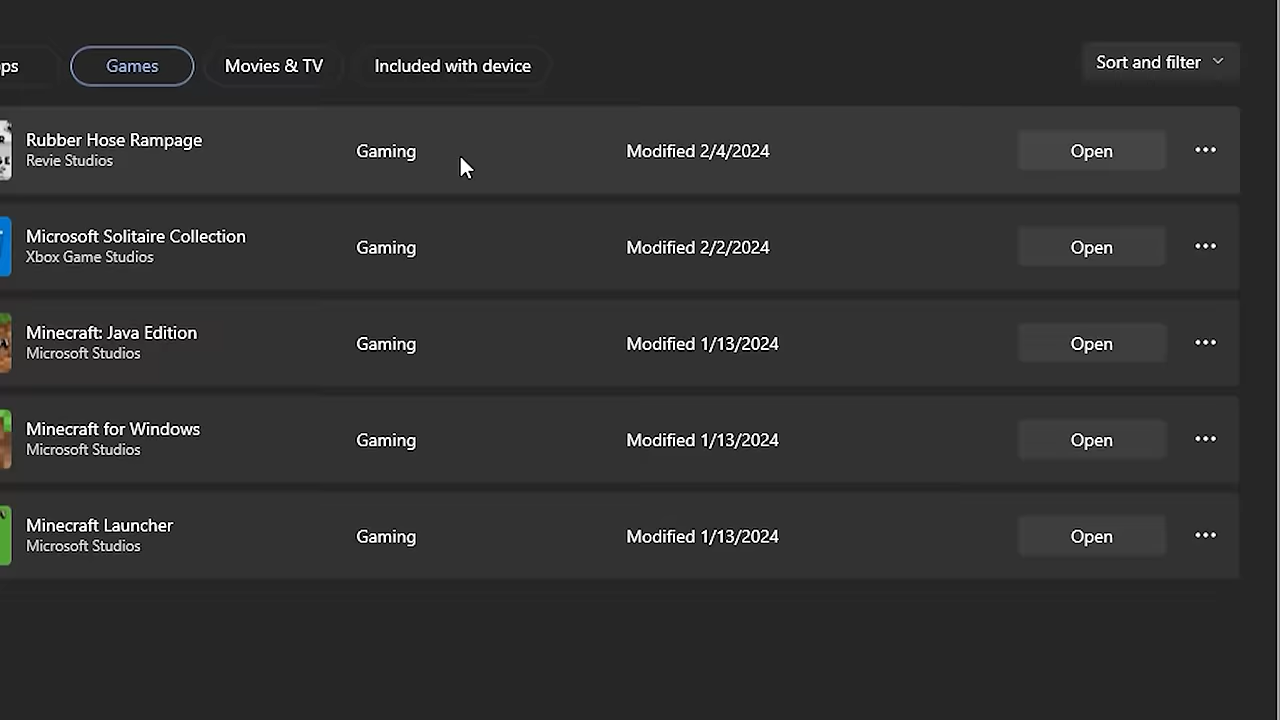 ps
Games
Movies & TV
Included with device
Sort and filter
Rubber Hose Rampage
Revie Studios
Gaming
Modified 2/4/2024
Open
Microsoft Solitaire Collection
Xbox Game Studios
Gaming
Modified 2/2/2024
Open
Minecraft: Java Edition
Microsoft Studios
Gaming
Modified 1/13/2024
Open
Minecraft for Windows
Microsoft Studios
Gaming
Modified 1/13/2024
Open
Minecraft Launcher
Microsoft Studios
Gaming
Modified 1/13/2024
Open